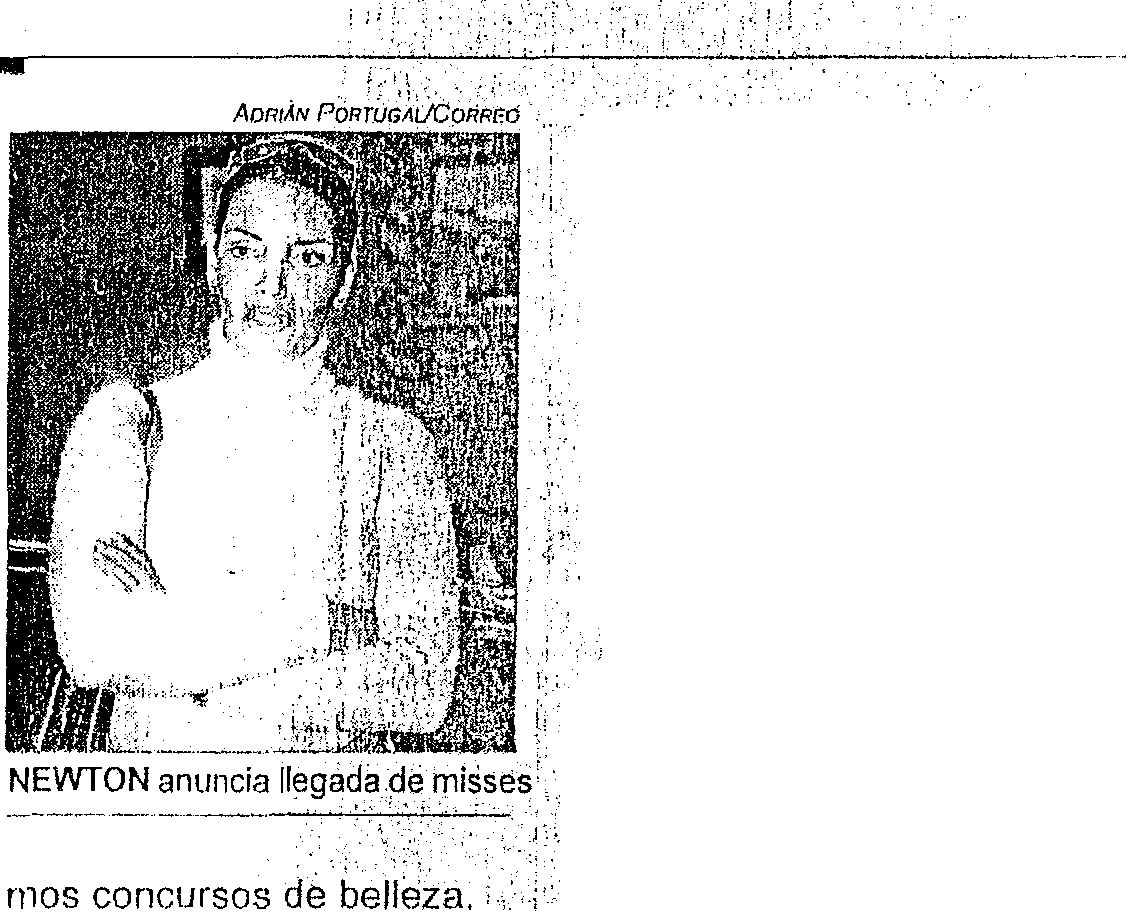 ADRIÁN PORTUGAL/CORREO
NEWTON anuncia llegada de misses
mos concursos de belleza,